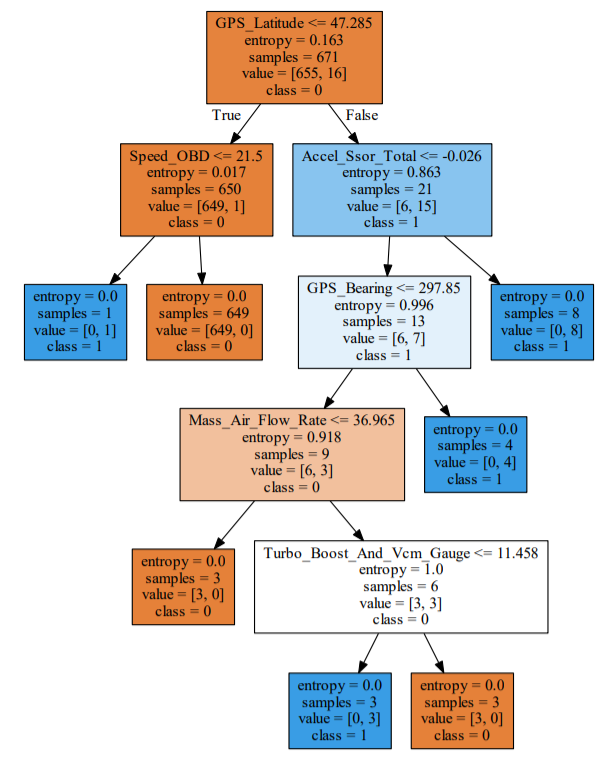 GPS_Latitude <= 47.285
entropy = 0.163
samples = 671
value = [655, 16]
class = 0
True
False
Speed_OBD <= 21.5
entropy = 0.017
samples = 650
value = [649, 1]
class = 0
Accel_Ssor_Total <= -0.026
entropy = 0.863
samples = 21
value = [6, 15]
class = 1
entropy = 0.0
samples = 1
value = [0, 1]
class = 1
entropy = 0.0
samples = 649
value = [649, 0]
class = 0
GPS_Bearing <= 297.85
entropy = 0.996
samples = 13
value = [6, 7]
class = 1
entropy = 0.0
samples = 8
value = [0, 8]
class = 1
Mass_Air_Flow_Rate <= 36.965
entropy = 0.918
samples = 9
value = [6, 3]
class = 0
entropy = 0.0
samples = 4
value = [0, 4]
class = 1
entropy = 0.0
samples = 3
value = [3, 0]
class = 0
Turbo_Boost_And_Vcm_Gauge <= 11.458
entropy = 1.0
samples = 6
value = [3, 3]
class = 0
entropy = 0.0
samples = 3
value = [0, 3]
class = 1
entropy = 0.0
samples = 3
value = [3, 0]
class = 0